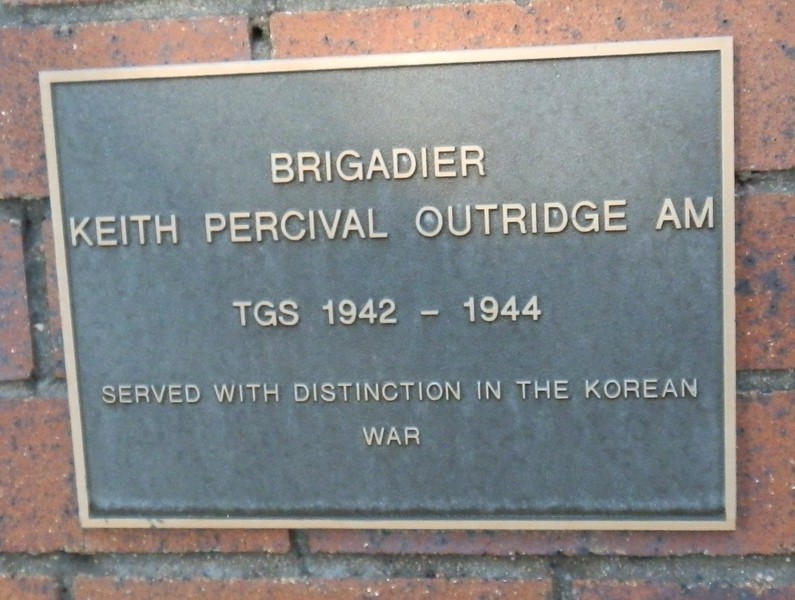 BRIGADIER
KEITH PERCIVAL OUTRIDGE AM
TGS 1942 – 1944
SERVED WITH DISTINCTION IN THE KOREAN
WAR